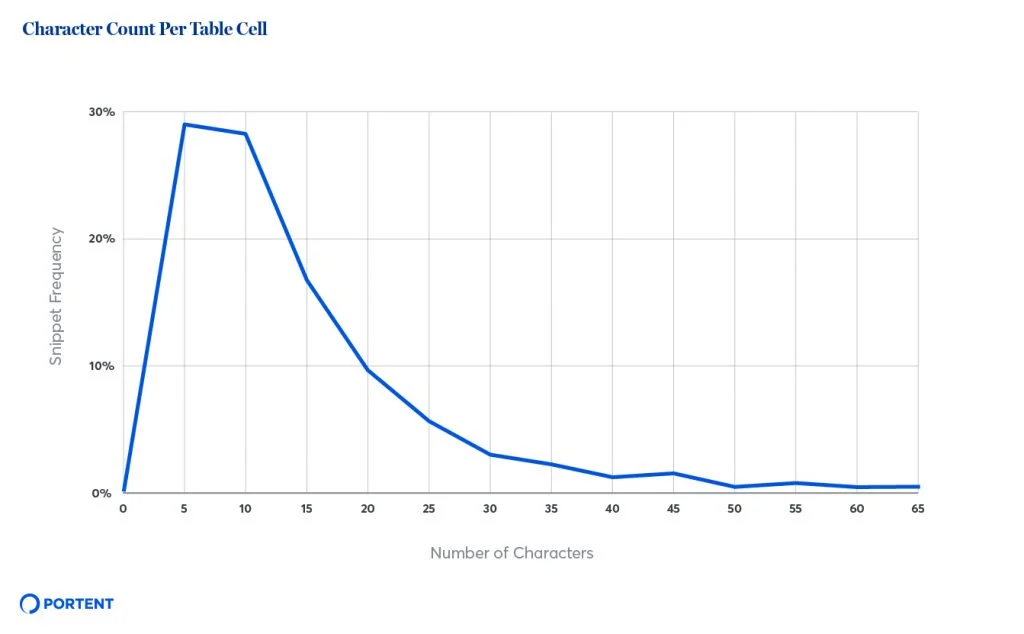 Character Count Per Table Cell
30%
20%
10%
0%
Snippet Frequency
0 5 10 15 20 25 30 35 40 45 50 55 60 65
Number of Characters
PORTENT